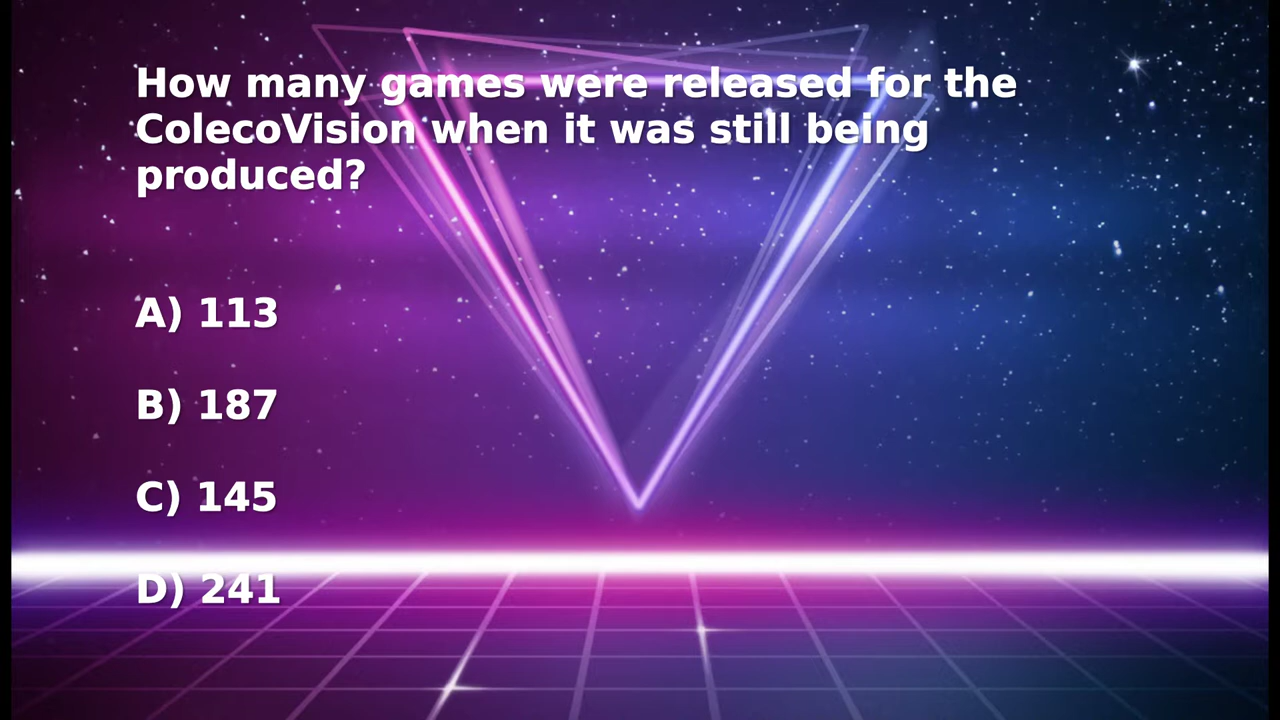 How many games were released for the
ColecoVision when it was still being
produced?
A) 113
B) 187
C) 145
D) 241